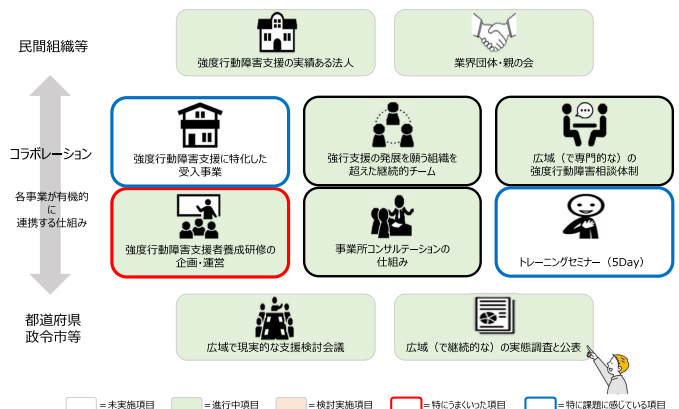 民間組織等
強度行動障害支援の実績ある法人
業界団体・親の会
コラボレーション
各事業が有機的
に
連携する仕組み
強度行動障害支援に特化した
受入事業
強行支援の発展を願う組織を
超えた継続的チーム
広域（で専門的な）の
強度行動障害相談体制
強度行動障害支援者養成研修の
企画・運営
事業所コンサルテーションの
仕組み
トレーニングセミナー（5Day）
都道府県
政令市等
広域で現実的な支援検討会議
広域（で継続的な）の実態調査と公表
＝未実施項目
＝進行中項目
＝検討実施項目
＝特にうまくいった項目
＝特に課題に感じている項目